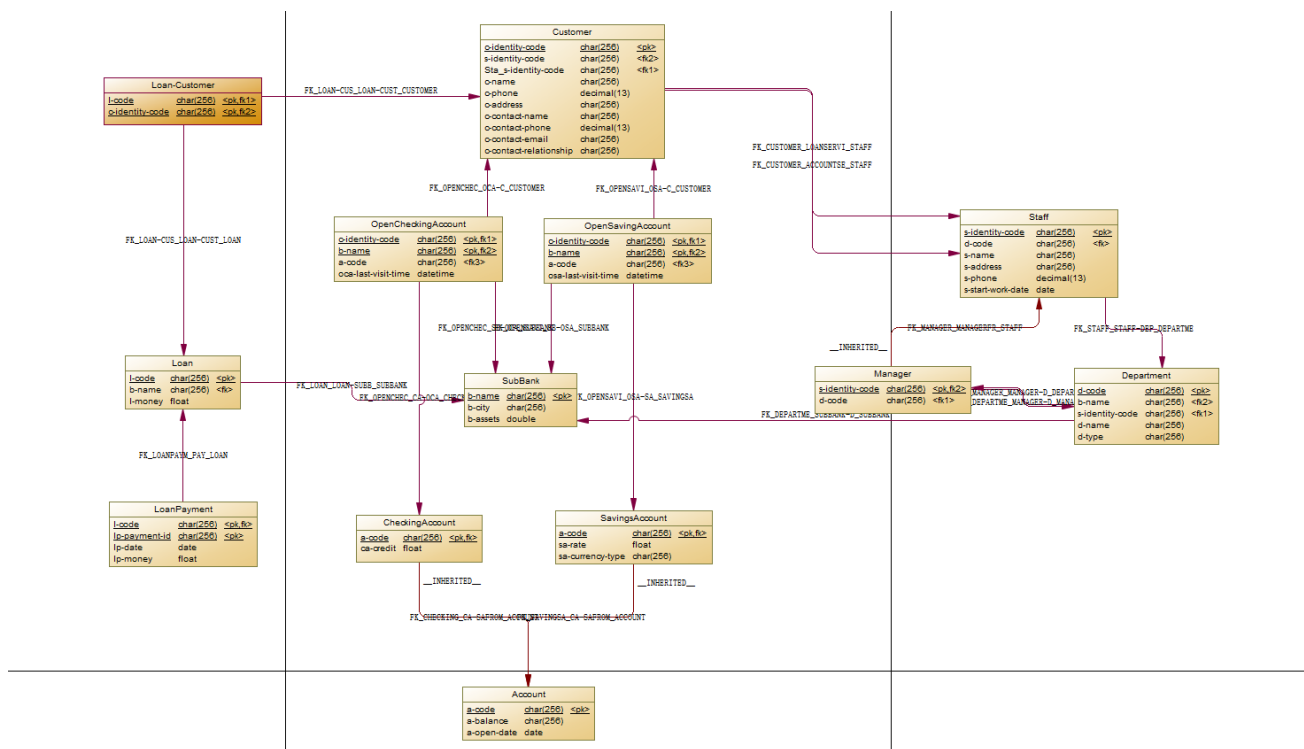 Customer
c-identity-code char(256) <pk>
s-identity-code char(256) <fk2>
Sta_s-identity-code char(256) <fk1>
c-name char(256)
c-phone decimal(13)
c-address char(256)
c-contact-name char(256)
c-contact-phone decimal(13)
c-contact-email char(256)
c-contact-relationship char(256)
Loan-Customer
l-code char(256) <pk,fk1>
c-identity-code char(256) <pk,fk2>
FK_LOAN-CUS_LOAN-CUST_CUSTOMER
FK_CUSTOMER_LOANSERVI_STAFF
FK_CUSTOMER_ACCOUNTSE_STAFF
FK_OPENCHEC_OCA-C_CUSTOMER
FK_OPENSAVI_OSA-C_CUSTOMER
FK_LOAN-CUS_LOAN-CUST_LOAN
OpenCheckingAccount
c-identity-code char(256) <pk,fk1>
b-name char(256) <pk,fk2>
a-code char(256) <fk3>
oca-last-visit-time datetime
OpenSavingAccount
c-identity-code char(256) <pk,fk1>
b-name char(256) <pk,fk2>
a-code char(256) <fk3>
osa-last-visit-time datetime
Staff
s-identity-code char(256) <pk>
d-code char(256) <fk>
s-name char(256)
s-address char(256)
s-phone decimal(13)
s-start-work-date date
FK_MANAGER_MANAGERFR_STAFF
FK_STAFF_STAFF-DEP_DEPARTME
__INHERITED__
Loan
l-code char(256) <pk>
b-name char(256) <fk>
l-money float
FK_LOAN_LOAN-SUBB_SUBBANK
SubBank
b-name char(256) <pk>
b-city char(256)
b-assets double
Manager
s-identity-code char(256) <pk,fk2>
d-code char(256) <fk1>
Department
d-code char(256) <pk>
b-name char(256) <fk2>
s-identity-code char(256) <fk1>
d-name char(256)
d-type char(256)
FK_DEPARTME_SUBBANK-D_SUBBANK
FK_LOANPAYM_PAY_LOAN
LoanPayment
l-code char(256) <pk,fk>
lp-payment-id char(256) <pk>
lp-date date
lp-money float
CheckingAccount
a-code char(256) <pk,fk>
ca-credit float
SavingsAccount
a-code char(256) <pk,fk>
sa-rate float
sa-currency-type char(256)
__INHERITED__
__INHERITED__
Account
a-code char(256) <pk>
a-balance char(256)
a-open-date date